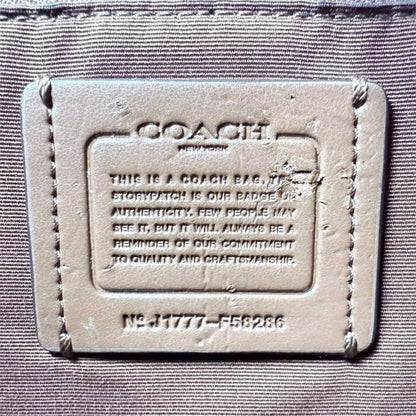 COACH
NEW YORK
THIS IS A COACH BAG. 
STORYPATCH IS OUR BADGE OF
AUTHENTICITY. FEW PEOPLE MAY
SEE IT, BUT IT WILL ALWAYS BE A
REMINDER OF OUR COMMITMENT
TO QUALITY AND CRAFTSMANSHIP.
Nº J1777-F58286